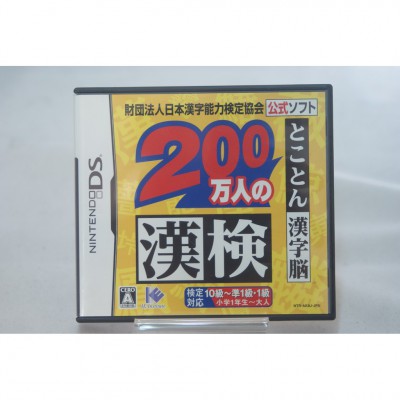 NINTENDO DS
財団法人日本漢字能力検定協会 公式ソフト
200
万人の
漢検
とことん 漢字脳
検定対応 10級～準1級・1級
小学1年生～大人
CERO
A